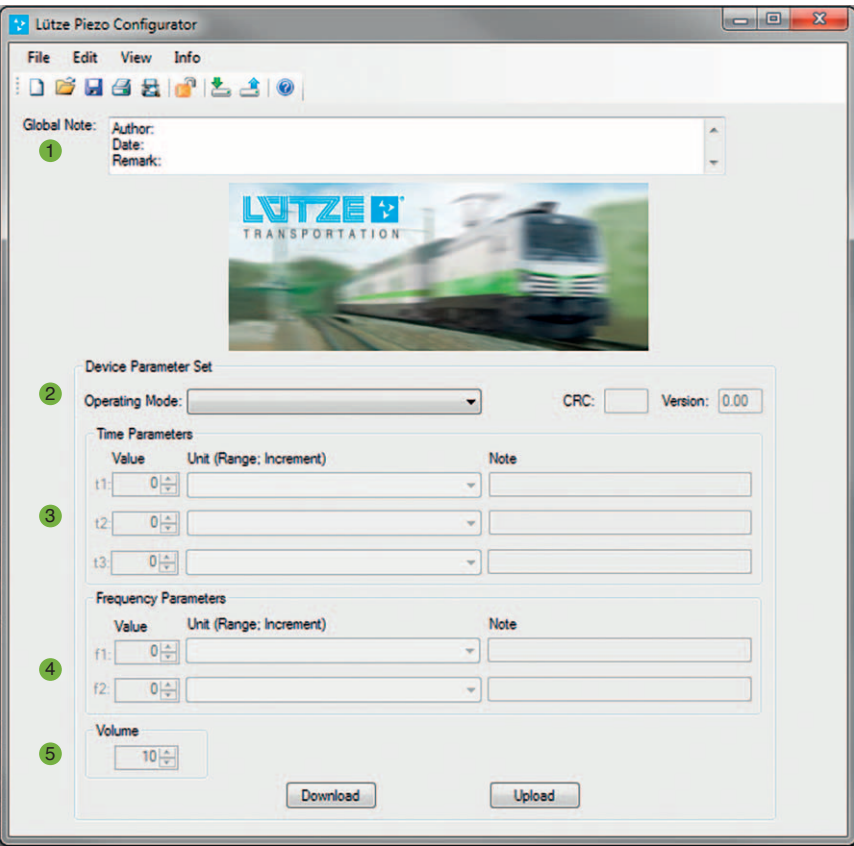 Lütze Piezo Configurator
File Edit View Info
Global Note:
Author:
Date:
Remark:
1
LÜTZE
TRANSPORTATION
Device Parameter Set
2
Operating Mode: CRC: Version: 0.00
Time Parameters
Value Unit (Range; Increment) Note
t1: 0
3
t2: 0
t3: 0
Frequency Parameters
Value Unit (Range; Increment) Note
f1: 0
4
f2: 0
Volume
5
10
Download Upload